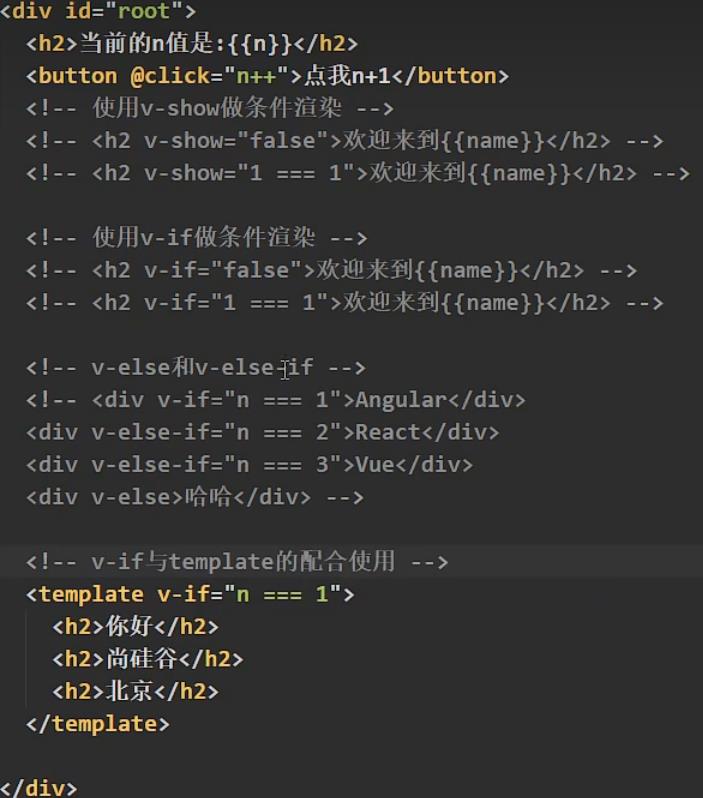 <div id="root">
<h2>当前的n值是:{{n}}</h2>
<button @click="n++">点我n+1</button>
<!-- 使用v-show做条件渲染 -->
<!-- <h2 v-show="false">欢迎来到{{name}}</h2> -->
<!-- <h2 v-show="1 === 1">欢迎来到{{name}}</h2> -->
<!-- 使用v-if做条件渲染 -->
<!-- <h2 v-if="false">欢迎来到{{name}}</h2> -->
<!-- <h2 v-if="1 === 1">欢迎来到{{name}}</h2> -->
<!-- v-else和v-else-if -->
<!-- <div v-if="n === 1">Angular</div>
<div v-else-if="n === 2">React</div>
<div v-else-if="n === 3">Vue</div>
<div v-else>哈哈</div> -->
<!-- v-if与template的配合使用 -->
<template v-if="n === 1">
<h2>你好</h2>
<h2>尚硅谷</h2>
<h2>北京</h2>
</template>
</div>